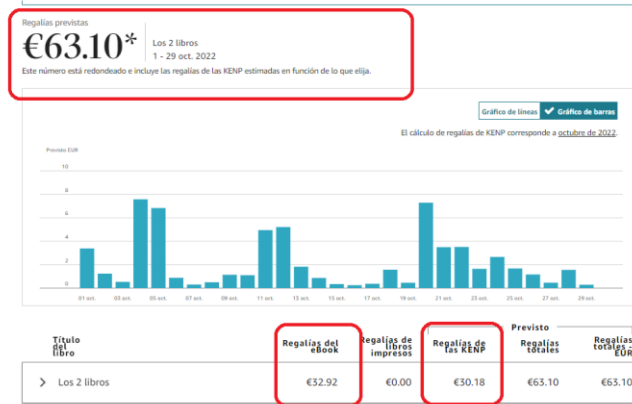 Regalías previstas
€63.10*
Los 2 libros
1 - 29 oct. 2022
Este número está redondeado e incluye las regalías de las KENP estimadas en función de lo que elija.
Gráfico de líneas
Gráfico de barras
El cálculo de regalías de KENP corresponde a octubre de 2022.
Previsto EUR
10
8
6
4
2
0
01 oct. 03 oct. 05 oct. 07 oct. 09 oct. 11 oct. 13 oct. 15 oct. 17 oct. 19 oct. 21 oct. 23 oct. 25 oct. 27 oct. 29 oct.
Previsto
Título
del
libro
Regalías del
eBook
Regalías de
libros
impresos
Regalías de
las KENP
Regalías
totales
Regalías
totales -
EUR
Los 2 libros €32.92 €0.00 €30.18 €63.10 €63.10